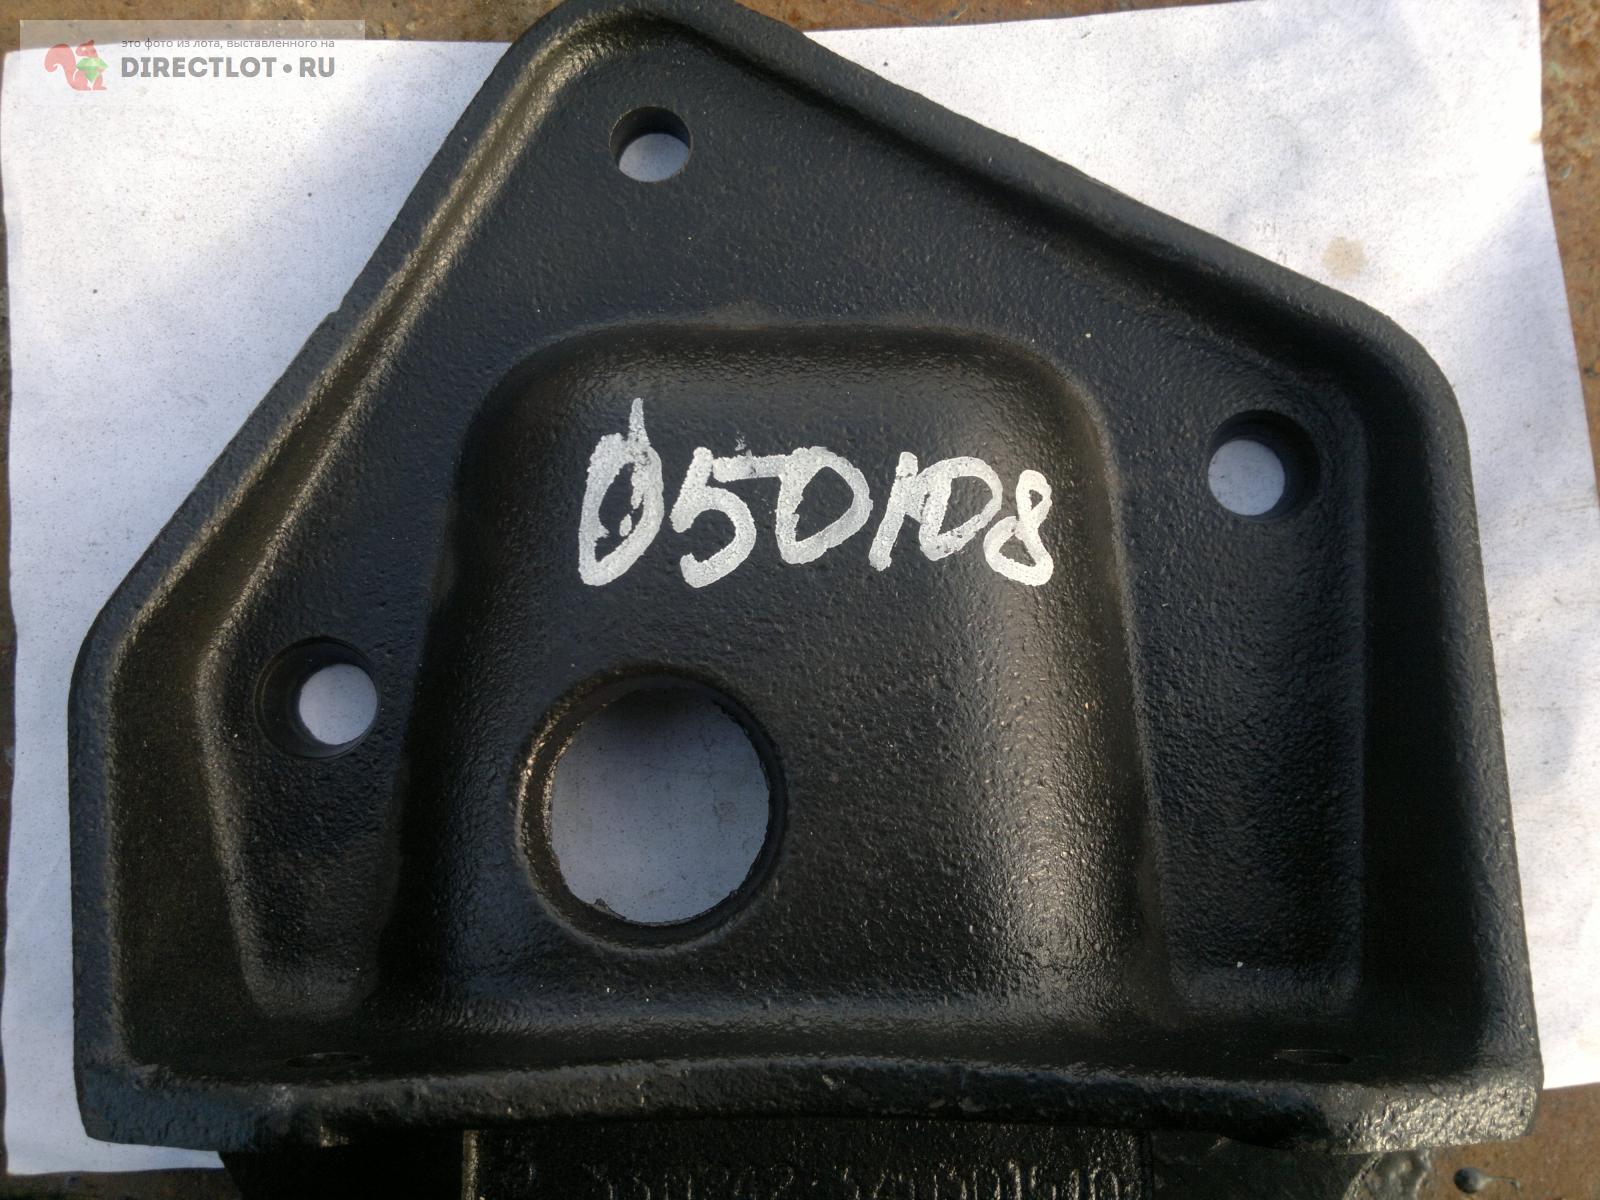 это фото из лота, выставленного на
DIRECTLOT • RU
050108